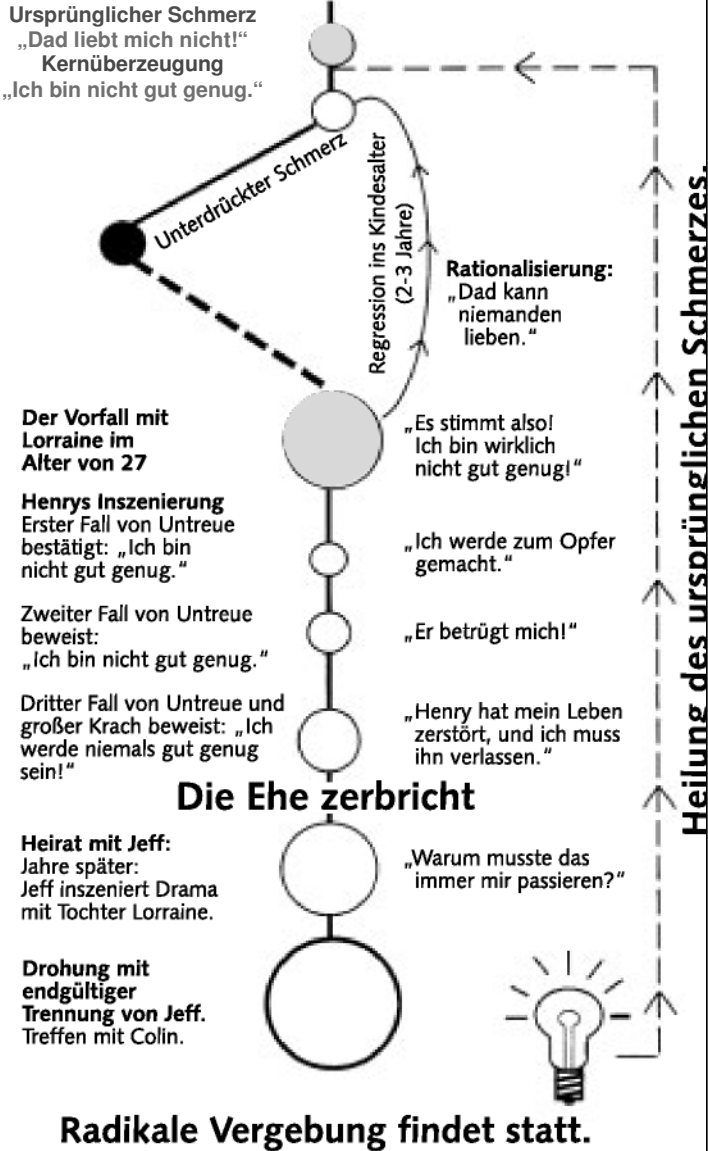 Ursprünglicher Schmerz
„Dad liebt mich nicht!“
Kernüberzeugung
„Ich bin nicht gut genug.“
Unterdrückter Schmerz
Regression ins Kindesalter
(2-3 Jahre)
Rationalisierung:
„Dad kann
niemanden
lieben.“
Der Vorfall mit
Lorraine im
Alter von 27
„Es stimmt also!
Ich bin wirklich
nicht gut genug!“
Henrys Inszenierung
Erster Fall von Untreue
bestätigt: „Ich bin
nicht gut genug.“
„Ich werde zum Opfer
gemacht.“
Zweiter Fall von Untreue
beweist:
„Ich bin nicht gut genug.“
„Er betrügt mich!“
Dritter Fall von Untreue und
großer Krach beweist: „Ich
werde niemals gut genug
sein!“
„Henry hat mein Leben
zerstört, und ich muss
ihn verlassen.“
Die Ehe zerbricht
Heirat mit Jeff:
Jahre später:
Jeff inszeniert Drama
mit Tochter Lorraine.
„Warum musste das
immer mir passieren?“
Drohung mit
endgültiger
Trennung von Jeff.
Treffen mit Colin.
Heilung des ursprünglichen Schmerzes.
Radikale Vergebung findet statt.